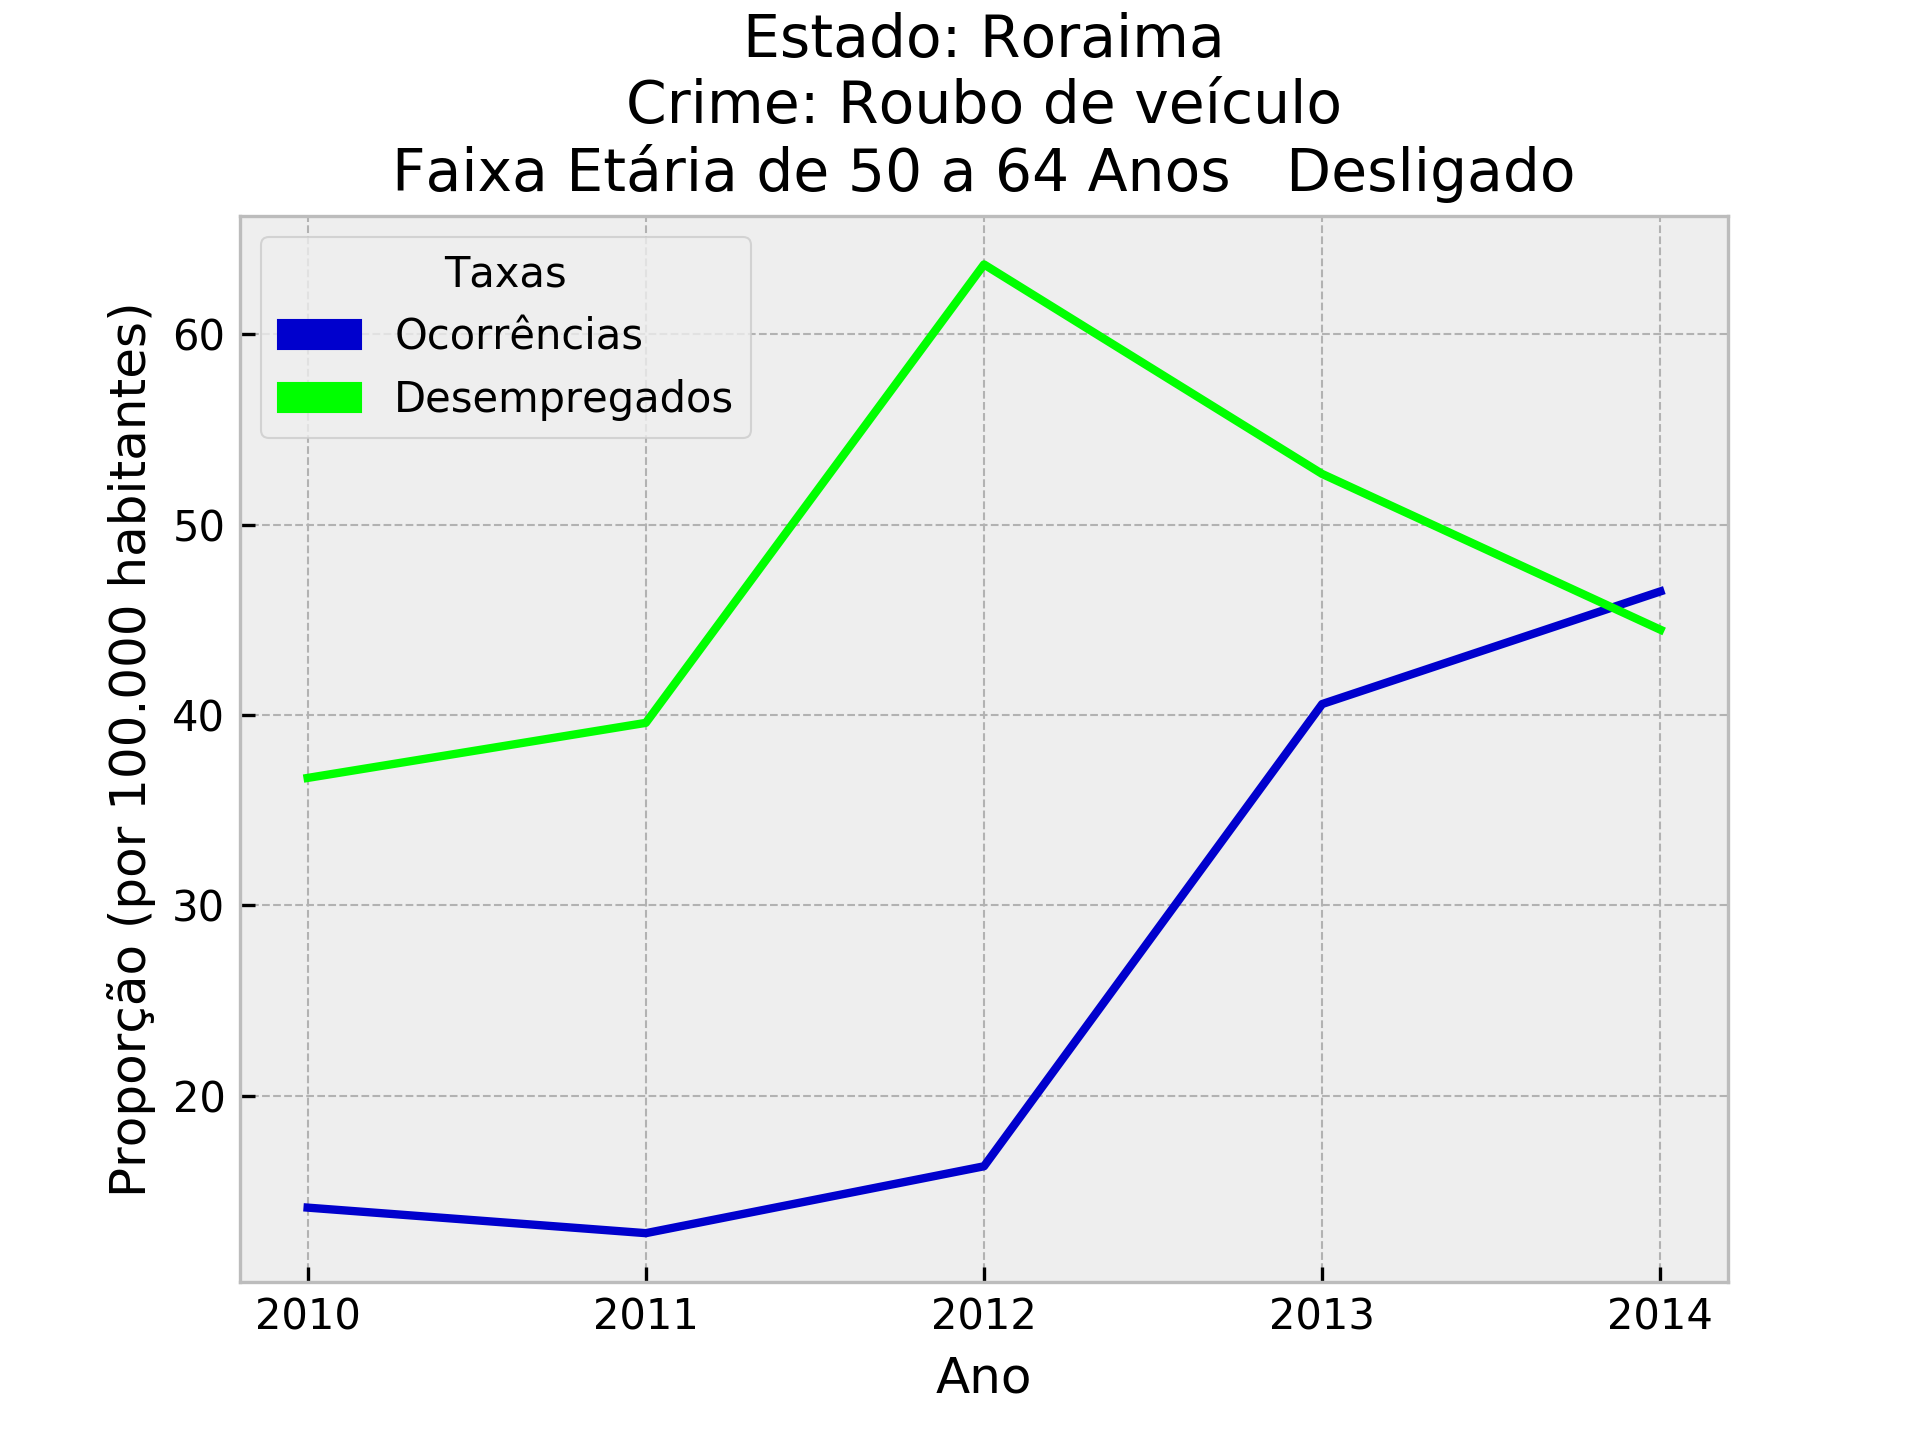 Estado: Roraima
Crime: Roubo de veículo
Faixa Etária de 50 a 64 Anos   Desligado
Proporção (por 100.000 habitantes)
60
50
40
30
20
Taxas
Ocorrências
Desempregados
2010 2011 2012 2013 2014
Ano